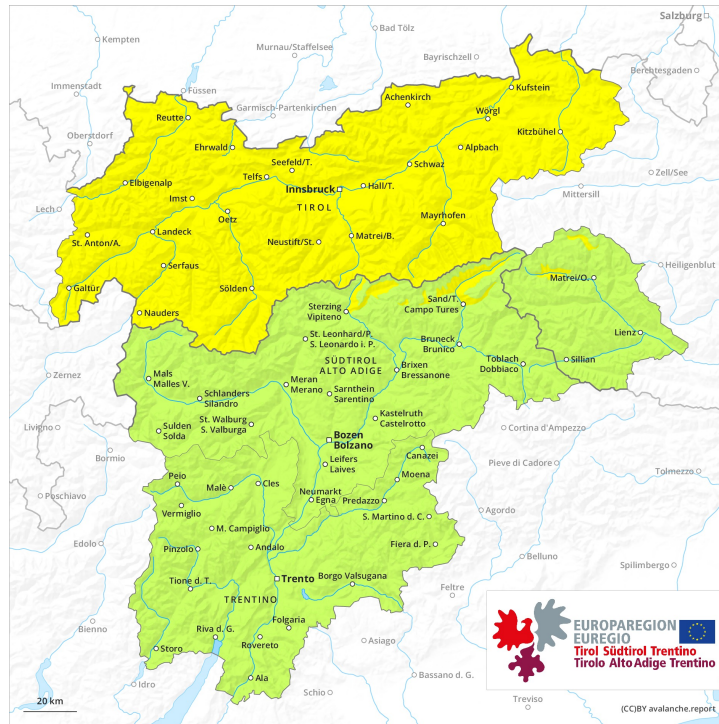 Salzburg
Bad Tölz
Kempten
Murnau/Staffelsee
Bayrischzell
Berchtesgaden
Immenstadt
Füssen
Kufstein
Achenkirch
Garmisch-Partenkirchen
Reutte
Wörgl
Oberstdorf
Kitzbühel
Ehrwald
Alpbach
Seefeld/T.
Schwaz
Zell/See
Telfs
Elbigenalp
Innsbruck
Hall/T.
Mittersill
Imst
TIROL
Lech
Oetz
Mayrhofen
Landeck
St. Anton/A.
Neustift/St.
Matrei/B.
Serfaus
Heiligenblut
Matrei/O.
Galtür
Sölden
Sand/T.
Campo Tures
Nauders
Sterzing
Vipiteno
Lienz
St. Leonhard/P.
S. Leonardo i. P.
Bruneck
Brunico
SÜDTIROL
ALTO ADIGE
Toblach
Dobbiaco
Sillian
Brixen
Bressanone
Zernez
Mals
Malles V.
Meran
Merano
Sarnthein
Sarentino
Schlanders
Silandro
Kastelruth
Castelrotto
St. Walburg
S. Valburga
Livigno
Sulden
Solda
Cortina d'Ampezzo
Bozen
Bolzano
Bormio
Canazei
Pieve di Cadore
Leifers
Laives
Tolmezzo
Peio
Moena
Malè
Cles
Poschiavo
Neumarkt
Egna
Predazzo
Vermiglio
Agordo
S. Martino d. C.
M. Campiglio
Edolo
Pinzolo
Andalo
Fiera d. P.
Belluno
Spilimbergo
Trento
Borgo Valsugana
Tione d. T.
Feltre
TRENTINO
Folgaria
Bienno
Riva d. G.
Storo
Rovereto
Asiago
EUROPAREGION
EUREGIO
Tirol Südtirol Trentino
Tirolo Alto Adige Trentino
Ala
Bassano d. G.
Idro
Schio
Treviso
20 km
(CC)BY avalanche.report